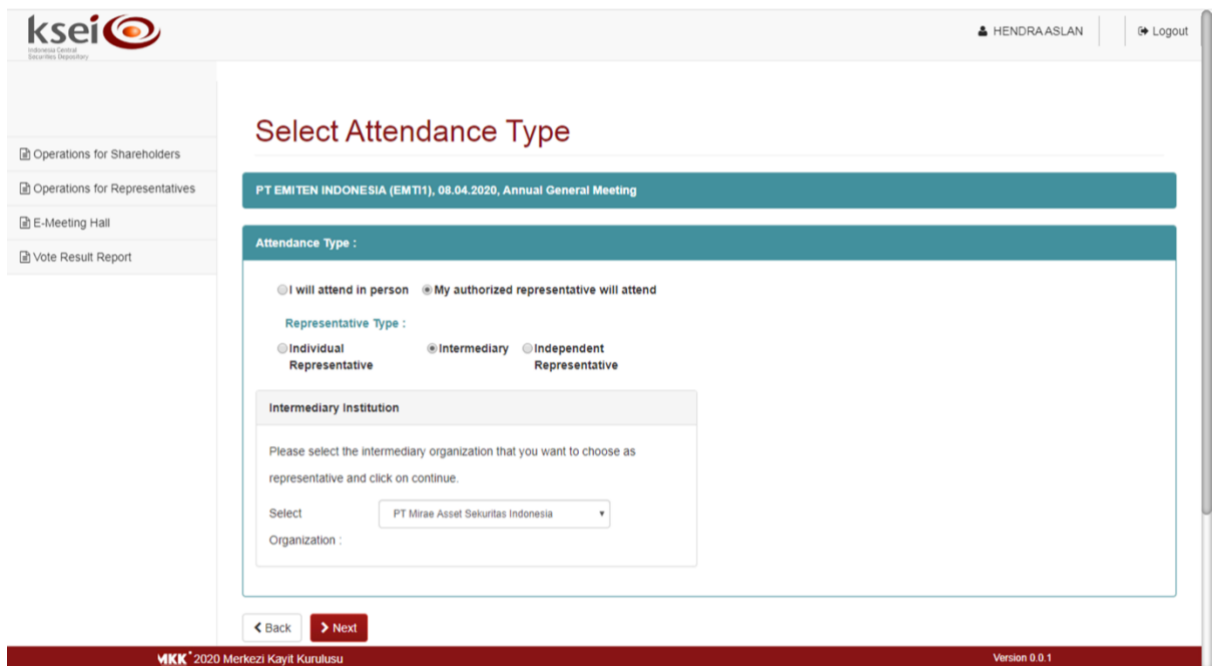 ksei
Indonesia Central
Securities Depository
HENDRA ASLAN
Logout
Operations for Shareholders
Operations for Representatives
E-Meeting Hall
Vote Result Report
Select Attendance Type
PT EMITEN INDONESIA (EMTI1), 08.04.2020, Annual General Meeting
Attendance Type :
I will attend in person My authorized representative will attend
Representative Type :
Individual Intermediary Independent
Representative Representative
Intermediary Institution
Please select the intermediary organization that you want to choose as
representative and click on continue.
Select PT Mirae Asset Sekuritas Indonesia
Organization :
Back Next
MKK 2020 Merkezi Kayit Kurulusu
Version 0.0.1